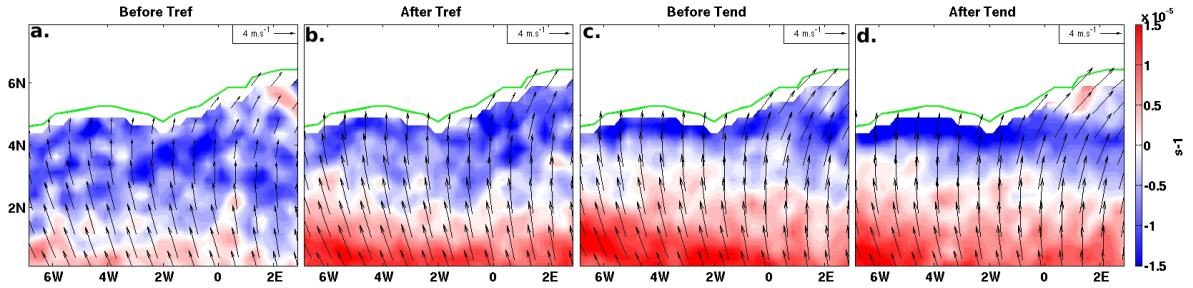 Before Tref
After Tref
Before Tend
After Tend
a.
b.
c.
d.
4 m.s-1
4 m.s-1
4 m.s-1
4 m.s-1
x 10-5
6N
4N
2N
6W 4W 2W 0 2E
6W 4W 2W 0 2E
6W 4W 2W 0 2E
6W 4W 2W 0 2E
1.5
1
0.5
0
-0.5
-1
-1.5
s-1